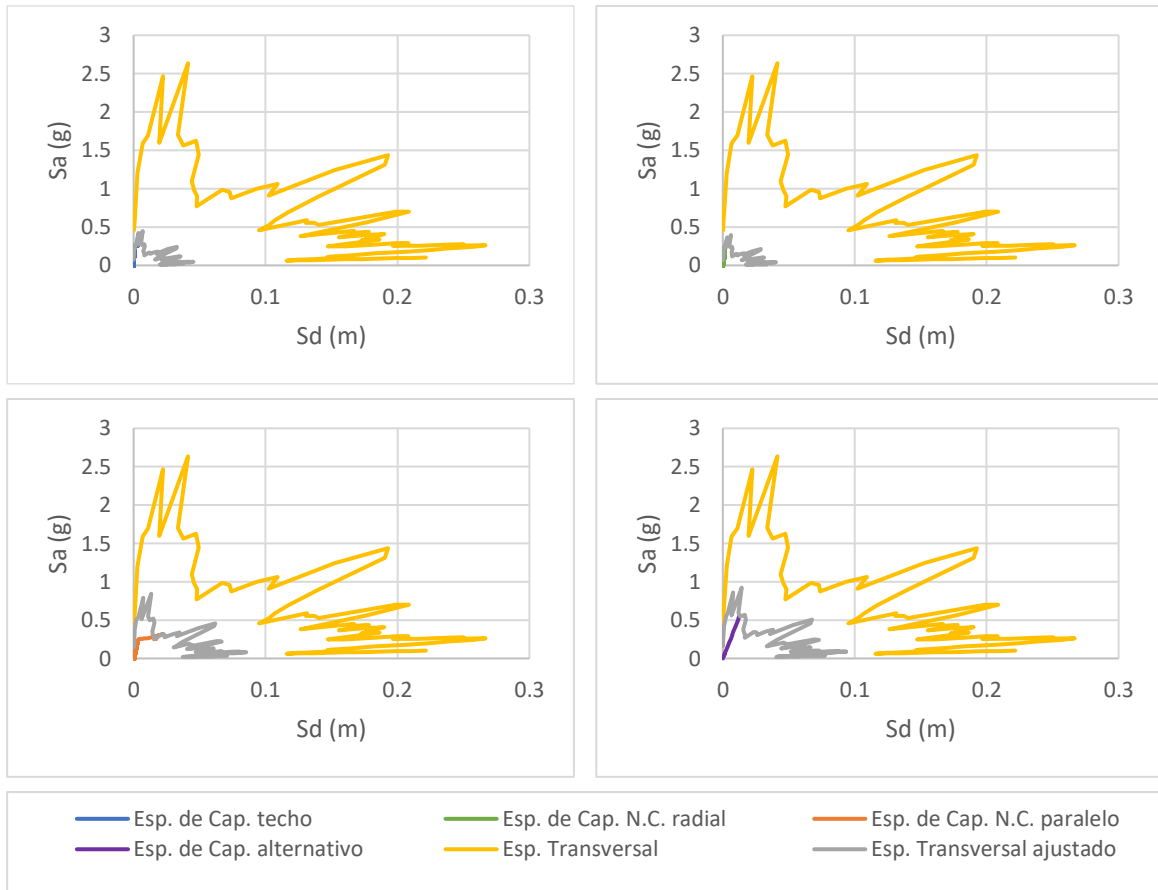 3
2.5
2
1.5
1
0.5
0
0 0.1 0.2 0.3
Sa (g)
Sd (m)
3
2.5
2
1.5
1
0.5
0
0 0.1 0.2 0.3
Sa (g)
Sd (m)
3
2.5
2
1.5
1
0.5
0
0 0.1 0.2 0.3
Sa (g)
Sd (m)
3
2.5
2
1.5
1
0.5
0
0 0.1 0.2 0.3
Sa (g)
Sd (m)
Esp. de Cap. techo Esp. de Cap. N.C. radial Esp. de Cap. N.C. paralelo
Esp. de Cap. alternativo Esp. Transversal Esp. Transversal ajustado